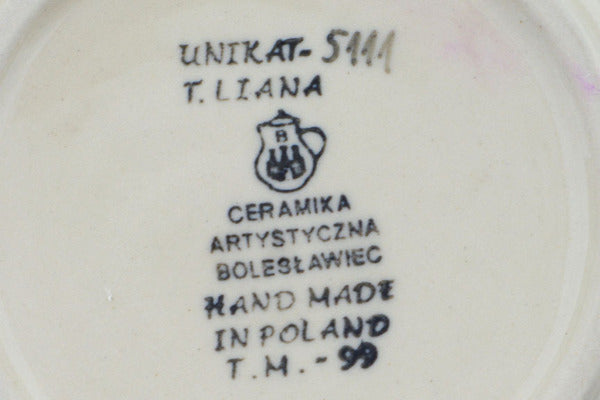 UNIKAT- 5111
T. LIANA
B
CERAMIKA
ARTYSTYCZNA
BOLESŁAWIEC
HAND MADE
IN POLAND
T.M. - 99